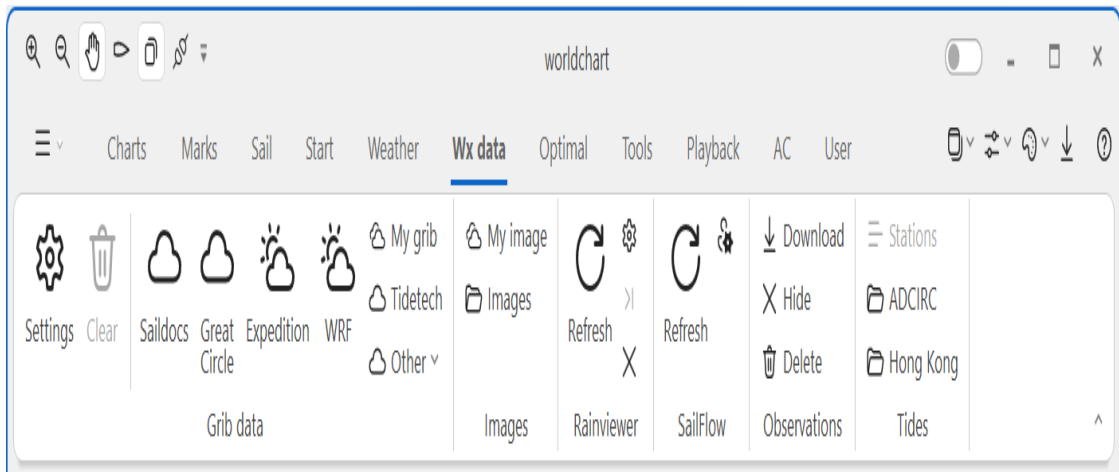 worldchart
Charts Marks Sail Start Weather Wx data Optimal Tools Playback AC User
Settings Clear Saildocs Great Circle Expedition WRF
My grib
Tidetech
Other
Grib data
My image
Images
Images
Refresh
Rainviewer
Refresh
SailFlow
Download
Hide
Delete
Observations
Stations
ADCIRC
Hong Kong
Tides